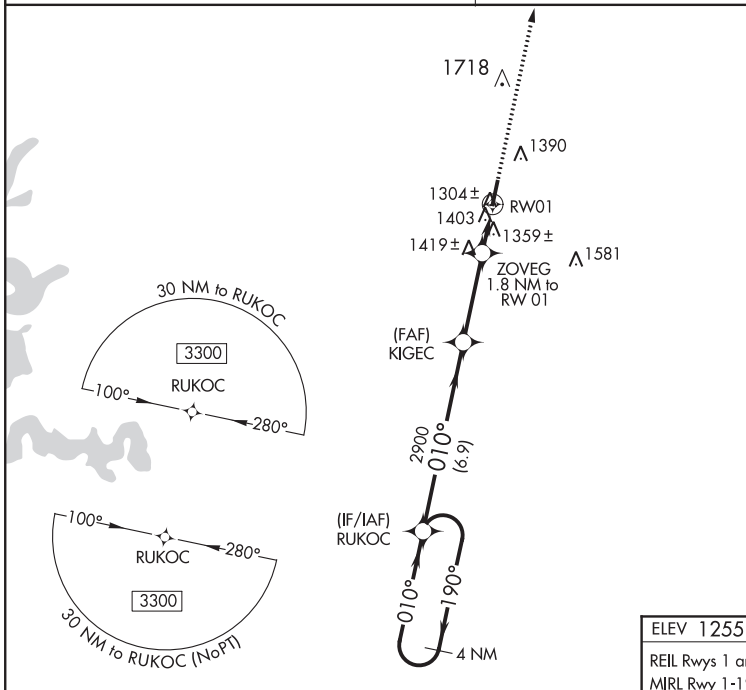 1718
1390
1304±
RW01
1403
1359±
1419±
1581
ZOVEG
1.8 NM to
RW 01
30 NM to RUKOC
3300
RUKOC
100°
280°
(FAF)
KIGEC
2900
010°
(6.9)
(IF/IAF)
RUKOC
100°
280°
RUKOC
3300
30 NM to RUKOC (NoPT)
010°
190°
4 NM
ELEV 1255
REIL Rwys 1 a
MIRL Rwy 1-1